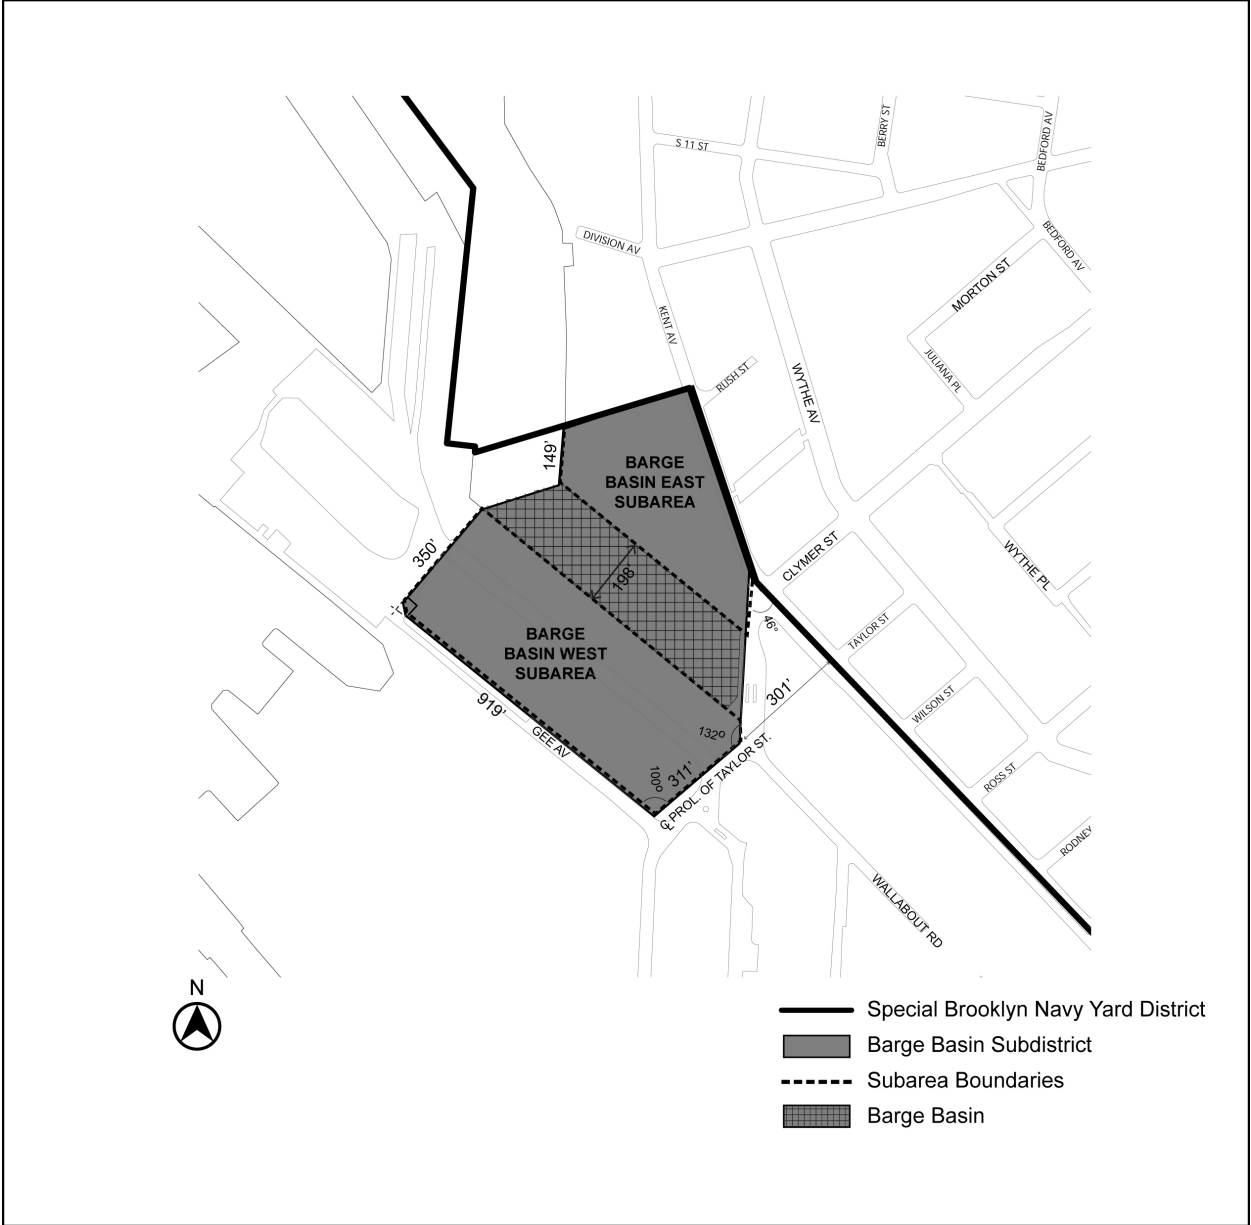 BERRY ST
BEDFORD AV
S 11 ST
DIVISION AV
BEDFORD AV
MORTON ST
KENT AV
JULIANA PL
RUSH ST
WYTHE AV
149'
BARGE
BASIN EAST
SUBAREA
350'
198'
CLYMER ST
WYTHE PL
46°
TAYLOR ST
BARGE
BASIN WEST
SUBAREA
301'
919'
GEE AV
132º
WILSON ST
100º
311'
℄ PROL. OF TAYLOR ST.
ROSS ST
RODNEY
WALLABOUT RD
N
Special Brooklyn Navy Yard District
Barge Basin Subdistrict
Subarea Boundaries
Barge Basin